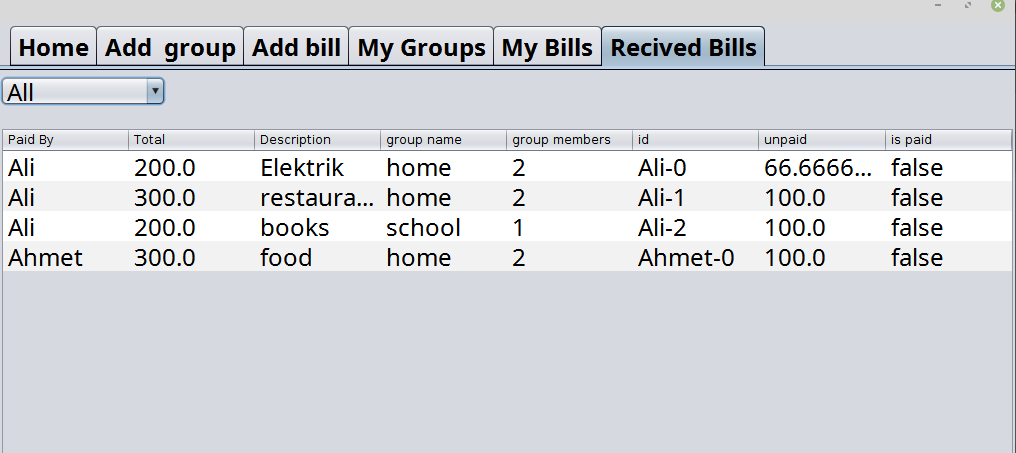 Home Add  group Add bill My Groups My Bills Recived Bills
All
Paid By Total Description group name group members id unpaid is paid
Ali 200.0 Elektrik home 2 Ali-0 66.6666... false
Ali 300.0 restaura... home 2 Ali-1 100.0 false
Ali 200.0 books school 1 Ali-2 100.0 false
Ahmet 300.0 food home 2 Ahmet-0 100.0 false